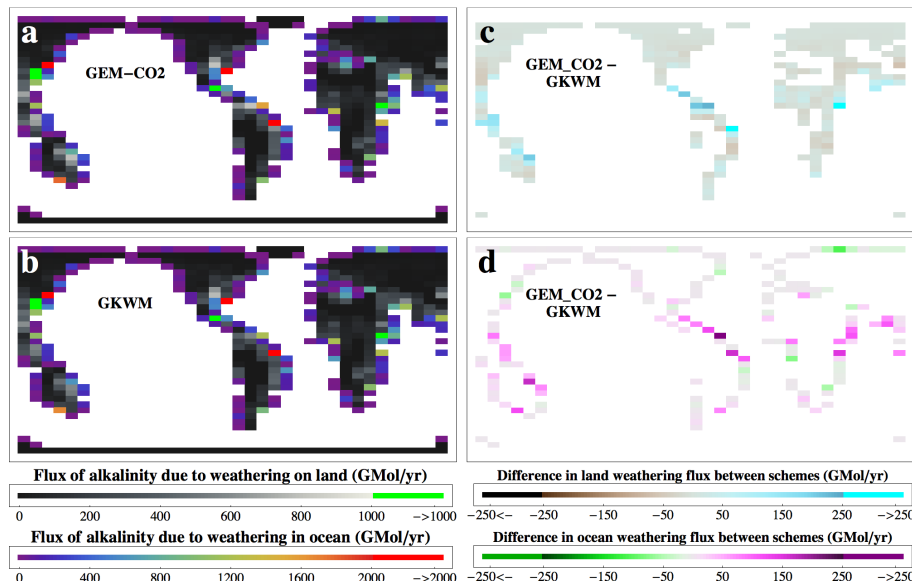 a
GEM−CO2
c
GEM_CO2 −
GKWM
b
GKWM
d
GEM_CO2 −
GKWM
Flux of alkalinity due to weathering on land (GMol/yr)
0 200 400 600 800 1000 −>1000
Flux of alkalinity due to weathering in ocean (GMol/yr)
0 400 800 1200 1600 2000 −>2000
Difference in land weathering flux between schemes (GMol/yr)
−250<− −250 −150 −50 50 150 250 −>250
Difference in ocean weathering flux between schemes (GMol/yr)
−250<− −250 −150 −50 50 150 250 −>250